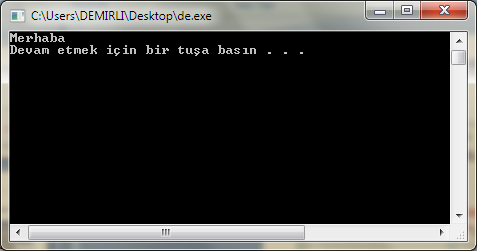 C:\Users\DEMIRLI\Desktop\de.exe
Merhaba
Devam etmek için bir tuşa basın . . .